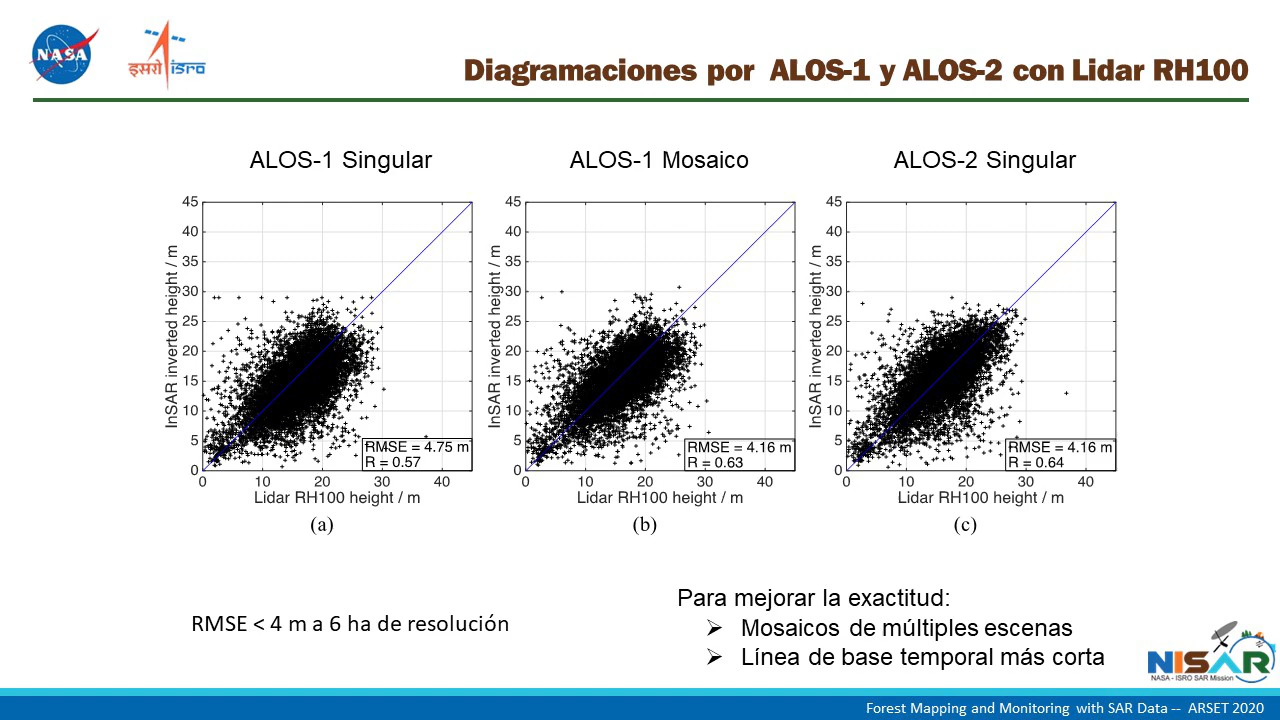 NASA
इसरो isro
Diagramaciones por ALOS-1 y ALOS-2 con Lidar RH100
ALOS-1 Singular
ALOS-1 Mosaico
ALOS-2 Singular
45
40
35
30
25
20
15
10
5
0
InSAR inverted height / m
RMSE = 4.75 m
R = 0.57
0 10 20 30 40
Lidar RH100 height / m
(a)
45
40
35
30
25
20
15
10
5
0
InSAR inverted height / m
RMSE = 4.16 m
R = 0.63
0 10 20 30 40
Lidar RH100 height / m
(b)
45
40
35
30
25
20
15
10
5
0
InSAR inverted height / m
RMSE = 4.16 m
R = 0.64
0 10 20 30 40
Lidar RH100 height / m
(c)
RMSE < 4 m a 6 ha de resolución
Para mejorar la exactitud:
Mosaicos de múltiples escenas
Línea de base temporal más corta
NISAR
NASA - ISRO SAR Mission
Forest Mapping and Monitoring with SAR Data -- ARSET 2020